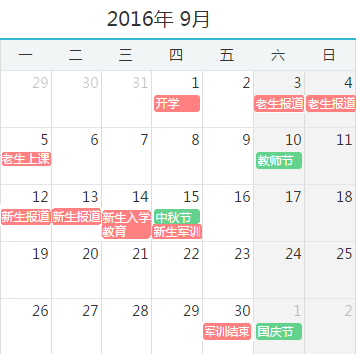 2016年 9月
一 二 三 四 五 六 日
29 30 31 1 2 3 4
开学 老生报道 老生报道
5 6 7 8 9 10 11
老生上课 教师节
12 13 14 15 16 17 18
新生报道 新生报道 新生入学 中秋节
教育 新生军训
19 20 21 22 23 24 25
26 27 28 29 30 1 2
军训结束 国庆节